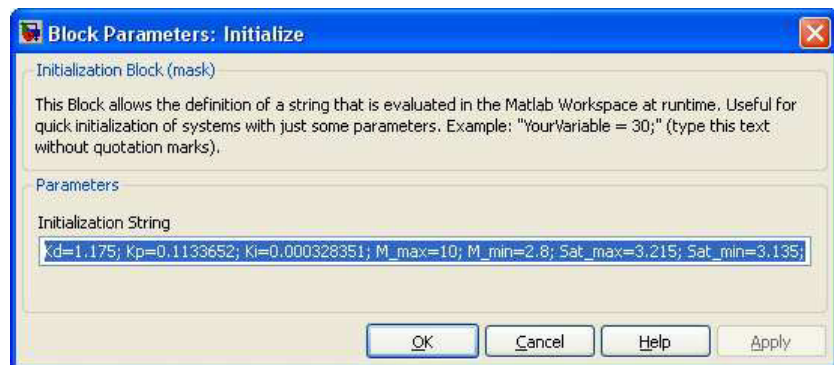 Block Parameters: Initialize
Initialization Block (mask)
This Block allows the definition of a string that is evaluated in the Matlab Workspace at runtime. Useful for
quick initialization of systems with just some parameters. Example: "YourVariable = 30;" (type this text
without quotation marks).
Parameters
Initialization String
Kd=1.175; Kp=0.1133652; Ki=0.000328351; M_max=10; M_min=2.8; Sat_max=3.215; Sat_min=3.135;
OK Cancel Help Apply